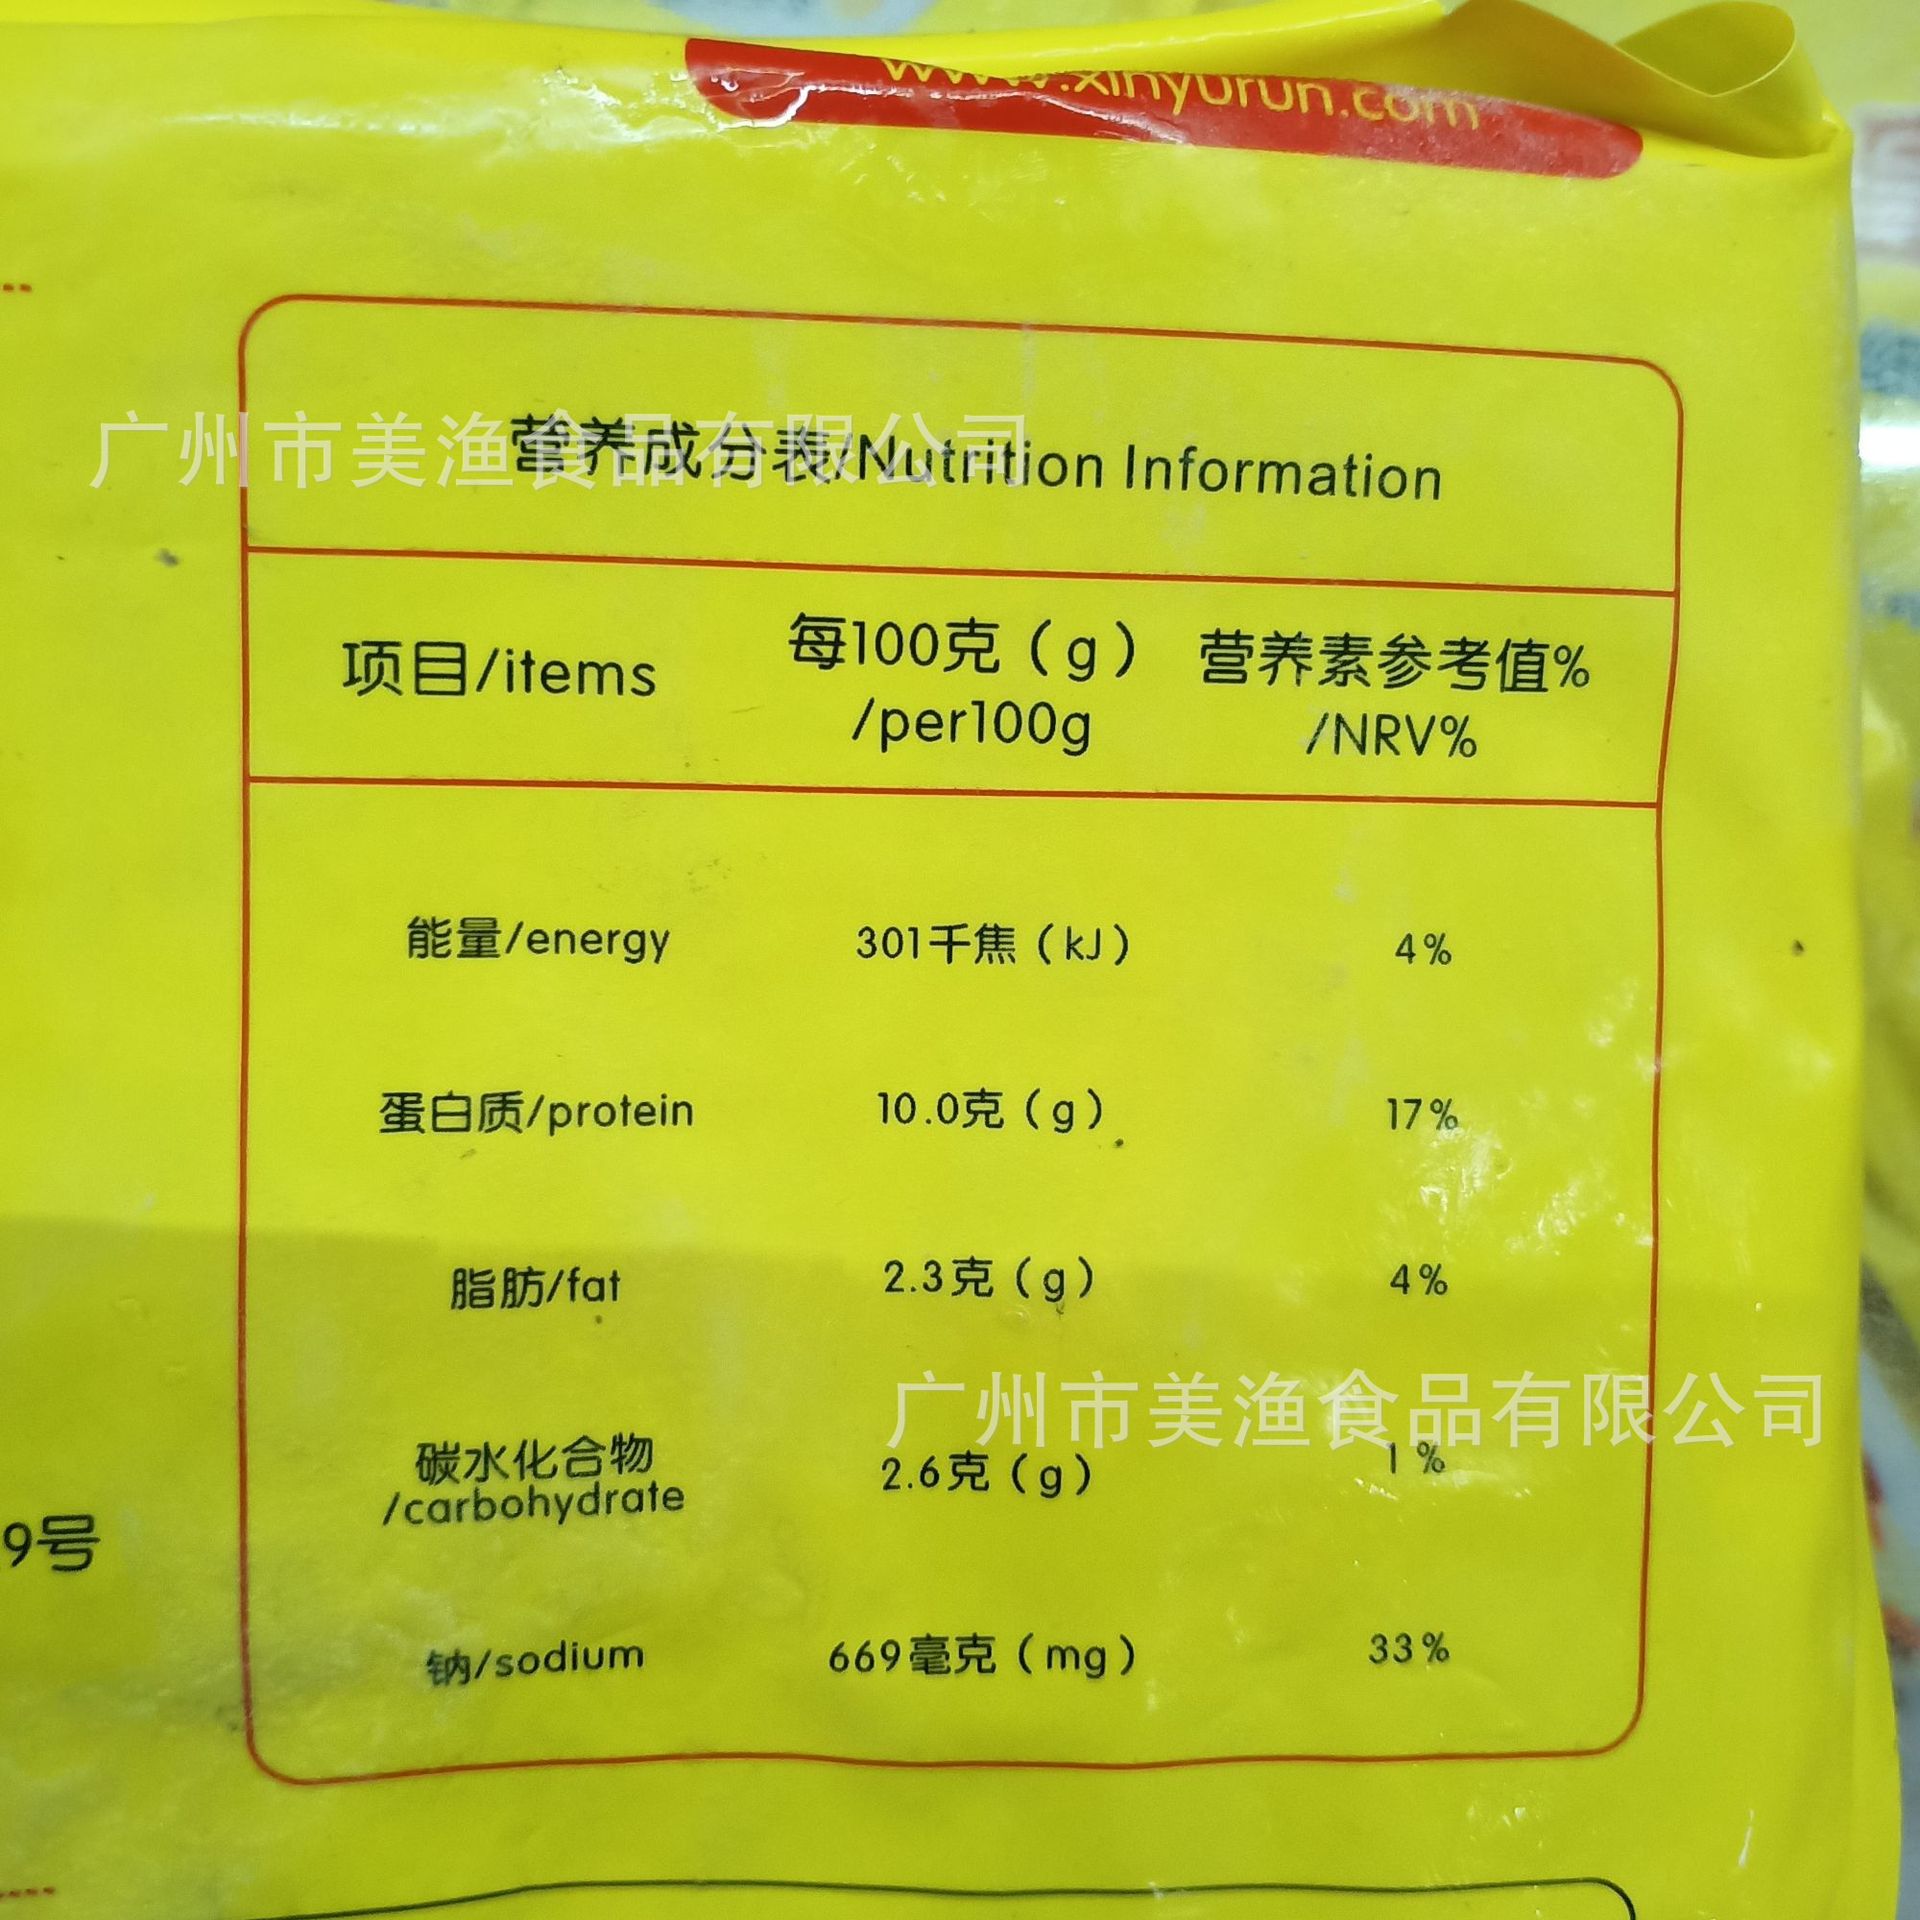 www.xinyurun.com
广州市美渔食品有限公司
营养成分表/Nutrition Information
项目/items 每100克（g）/per100g 营养素参考值%/NRV%
能量/energy 301千焦（kJ） 4%
蛋白质/protein 10.0克（g） 17%
脂肪/fat 2.3克（g） 4%
广州市美渔食品有限公司
碳水化合物/carbohydrate 2.6克（g） 1%
9号
钠/sodium 669毫克（mg） 33%